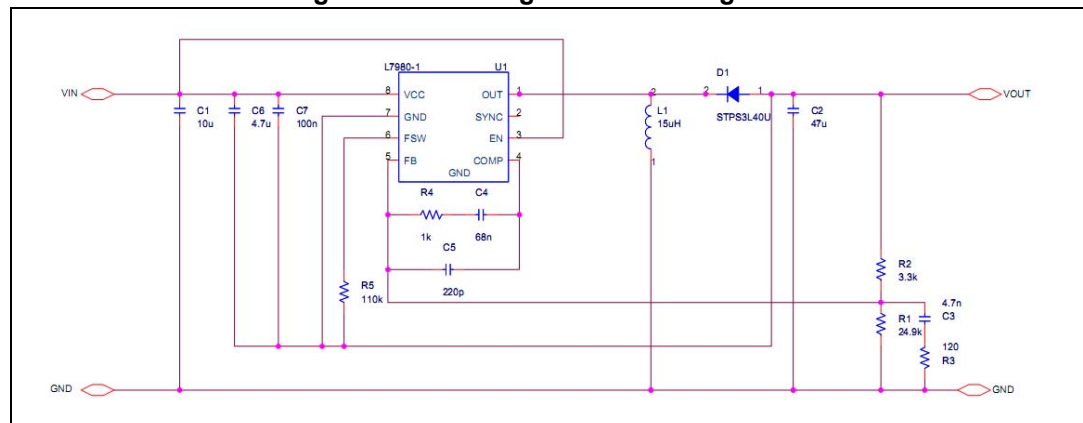 L7980-1
U1
VIN
C1
10u
C6
4.7u
C7
100n
8
VCC
7
GND
6
FSW
5
FB
OUT
1
SYNC
2
EN
3
COMP
4
GND
2
L1
15uH
1
D1
2
1
STPS3L40U
C2
47u
VOUT
R4
1k
C4
68n
C5
220p
R5
110k
R2
3.3k
4.7n
C3
R1
24.9k
120
R3
GND
GND